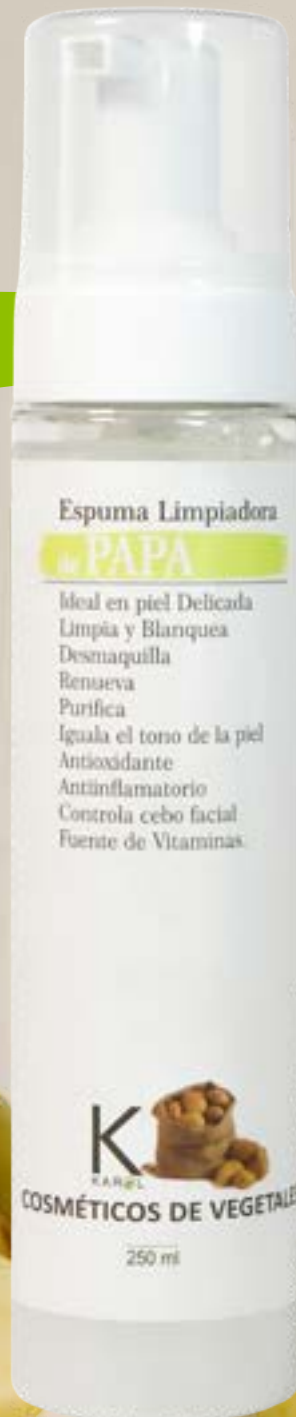 Espuma Limpiadora
de PAPA
Ideal en piel Delicada
Limpia y Blanquea
Desmaquilla
Renueva
Purifica
Iguala el tono de la piel
Antioxidante
Antiinflamatorio
Controla cebo facial
Fuente de Vitaminas
K
KAROL
COSMÉTICOS DE VEGETALES
250 ml